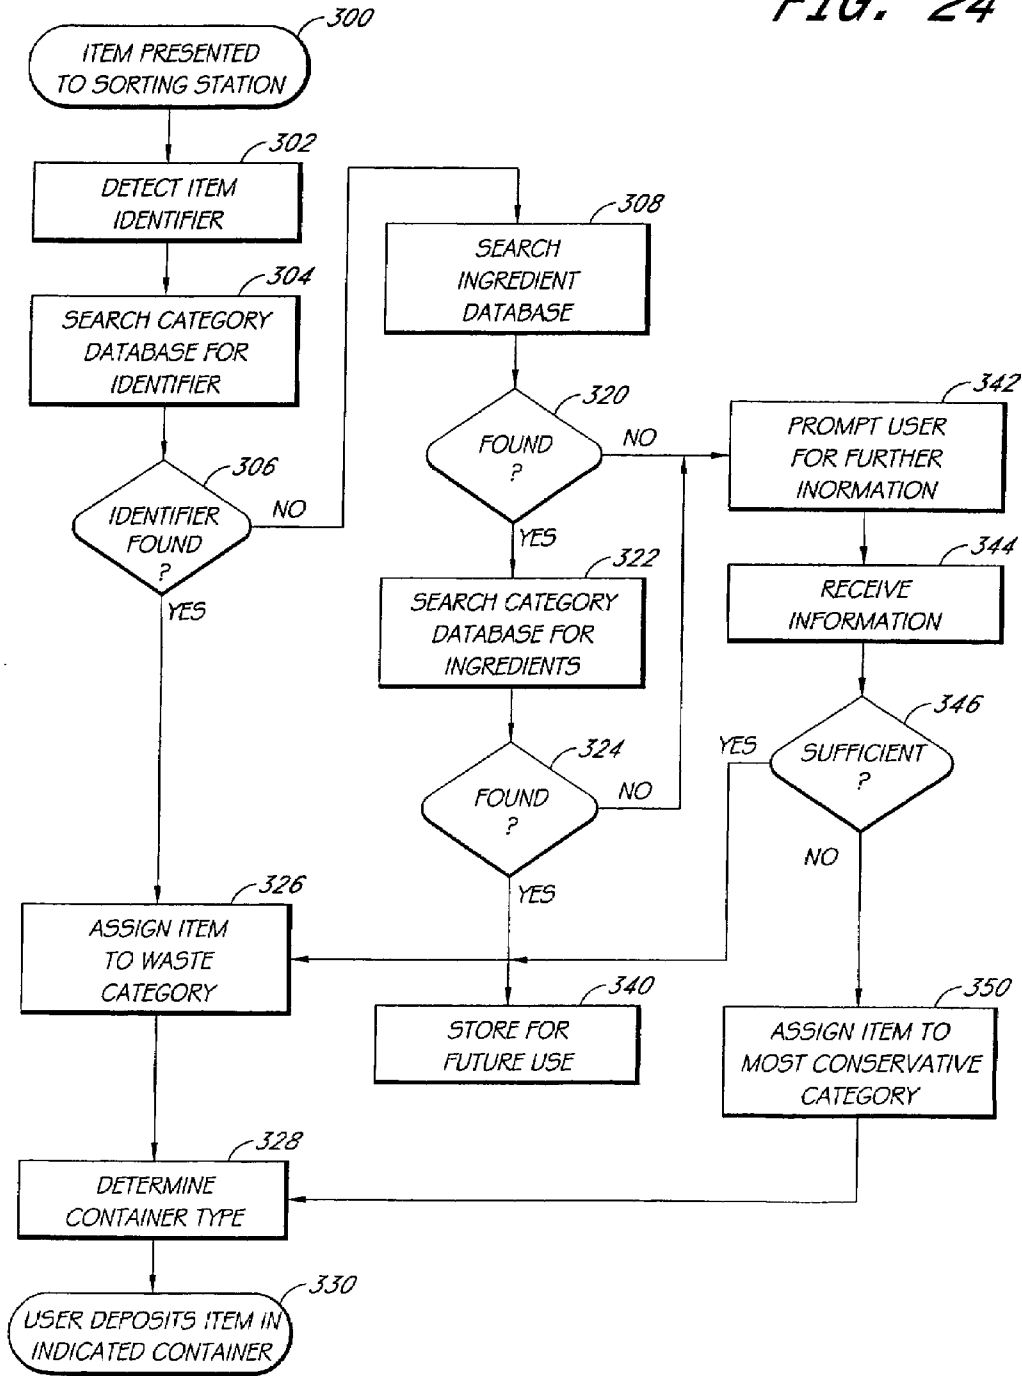 FIG. 24
300
ITEM PRESENTED
TO SORTING STATION
302
DETECT ITEM
IDENTIFIER
304
SEARCH CATEGORY
DATABASE FOR
IDENTIFIER
306
IDENTIFIER
FOUND
?
NO
YES
308
SEARCH
INGREDIENT
DATABASE
320
FOUND
?
NO
YES
322
SEARCH CATEGORY
DATABASE FOR
INGREDIENTS
324
FOUND
?
NO
YES
342
PROMPT USER
FOR FURTHER
INORMATION
344
RECEIVE
INFORMATION
346
SUFFICIENT
?
YES
NO
326
ASSIGN ITEM
TO WASTE
CATEGORY
340
STORE FOR
FUTURE USE
350
ASSIGN ITEM TO
MOST CONSERVATIVE
CATEGORY
328
DETERMINE
CONTAINER TYPE
330
USER DEPOSITS ITEM IN
INDICATED CONTAINER